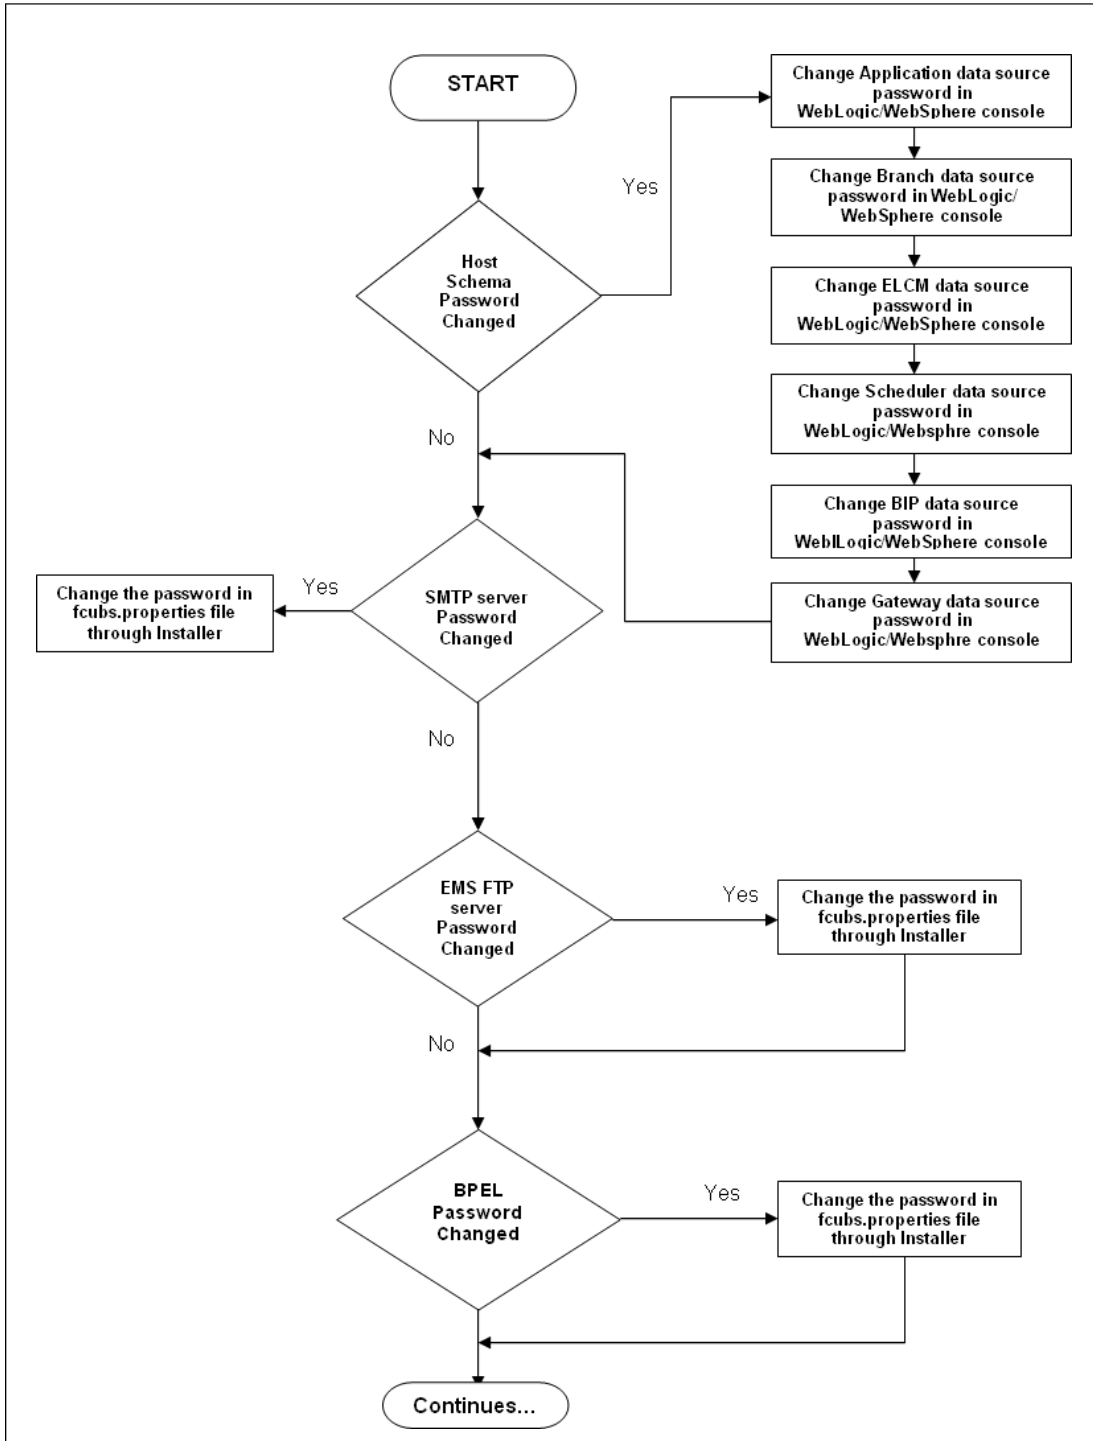 START
Change Application data source
password in
WebLogic/WebSphere console
Yes
Change Branch data source
password in WebLogic/
WebSphere console
Host
Schema
Password
Changed
Change ELCM data source
password in
WebLogic/WebSphere console
Change Scheduler data source
password in
WebLogic/Websphre console
No
Change BIP data source
password in
WeblLogic/WebSphere console
Change Gateway data source
password in
WebLogic/Websphre console
SMTP server
Password
Changed
Yes
Change the password in
fcubs.properties file
through Installer
No
EMS FTP
server
Password
Changed
Yes
Change the password in
fcubs.properties file
through Installer
No
BPEL
Password
Changed
Yes
Change the password in
fcubs.properties file
through Installer
Continues...